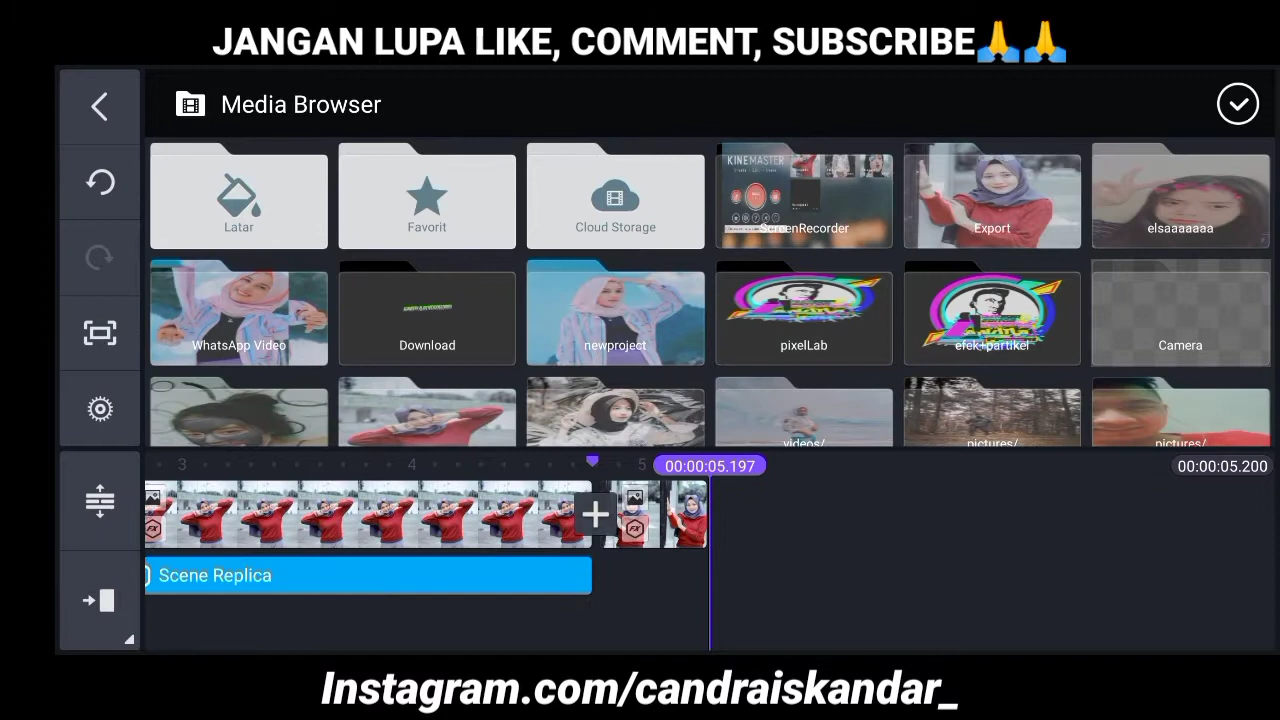 JANGAN LUPA LIKE, COMMENT, SUBSCRIBE🙏🙏
Media Browser
Latar
Favorit
Cloud Storage
KINEMASTER
ScreenRecorder
Export
elsaaaaaaa
WhatsApp Video
Download
newproject
pixelLab
efek+partikel
Camera
videos/
pictures/
pictures/
3
4
5
00:00:05.197
00:00:05.200
FX
FX
Scene Replica
Instagram.com/candraiskandar_